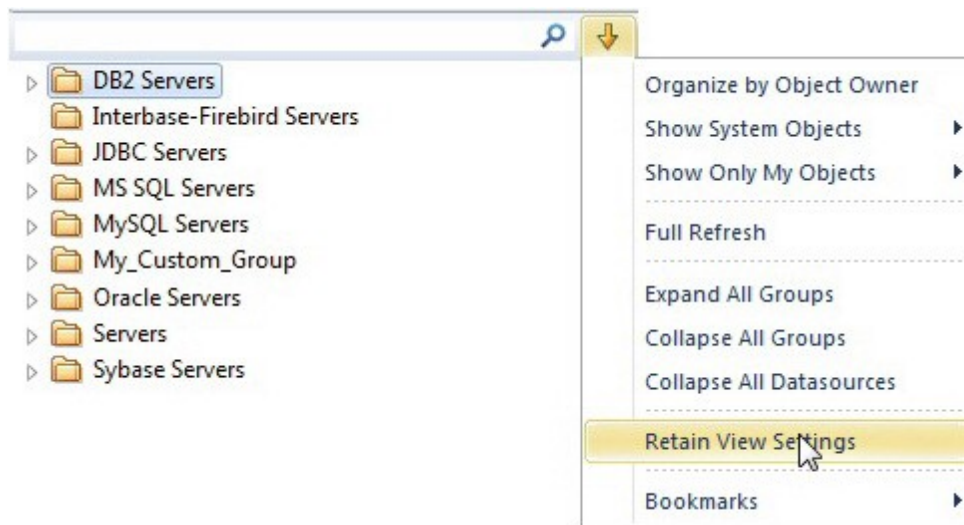 DB2 Servers
Interbase-Firebird Servers
JDBC Servers
MS SQL Servers
MySQL Servers
My_Custom_Group
Oracle Servers
Servers
Sybase Servers
Organize by Object Owner
Show System Objects
Show Only My Objects
Full Refresh
Expand All Groups
Collapse All Groups
Collapse All Datasources
Retain View Settings
Bookmarks